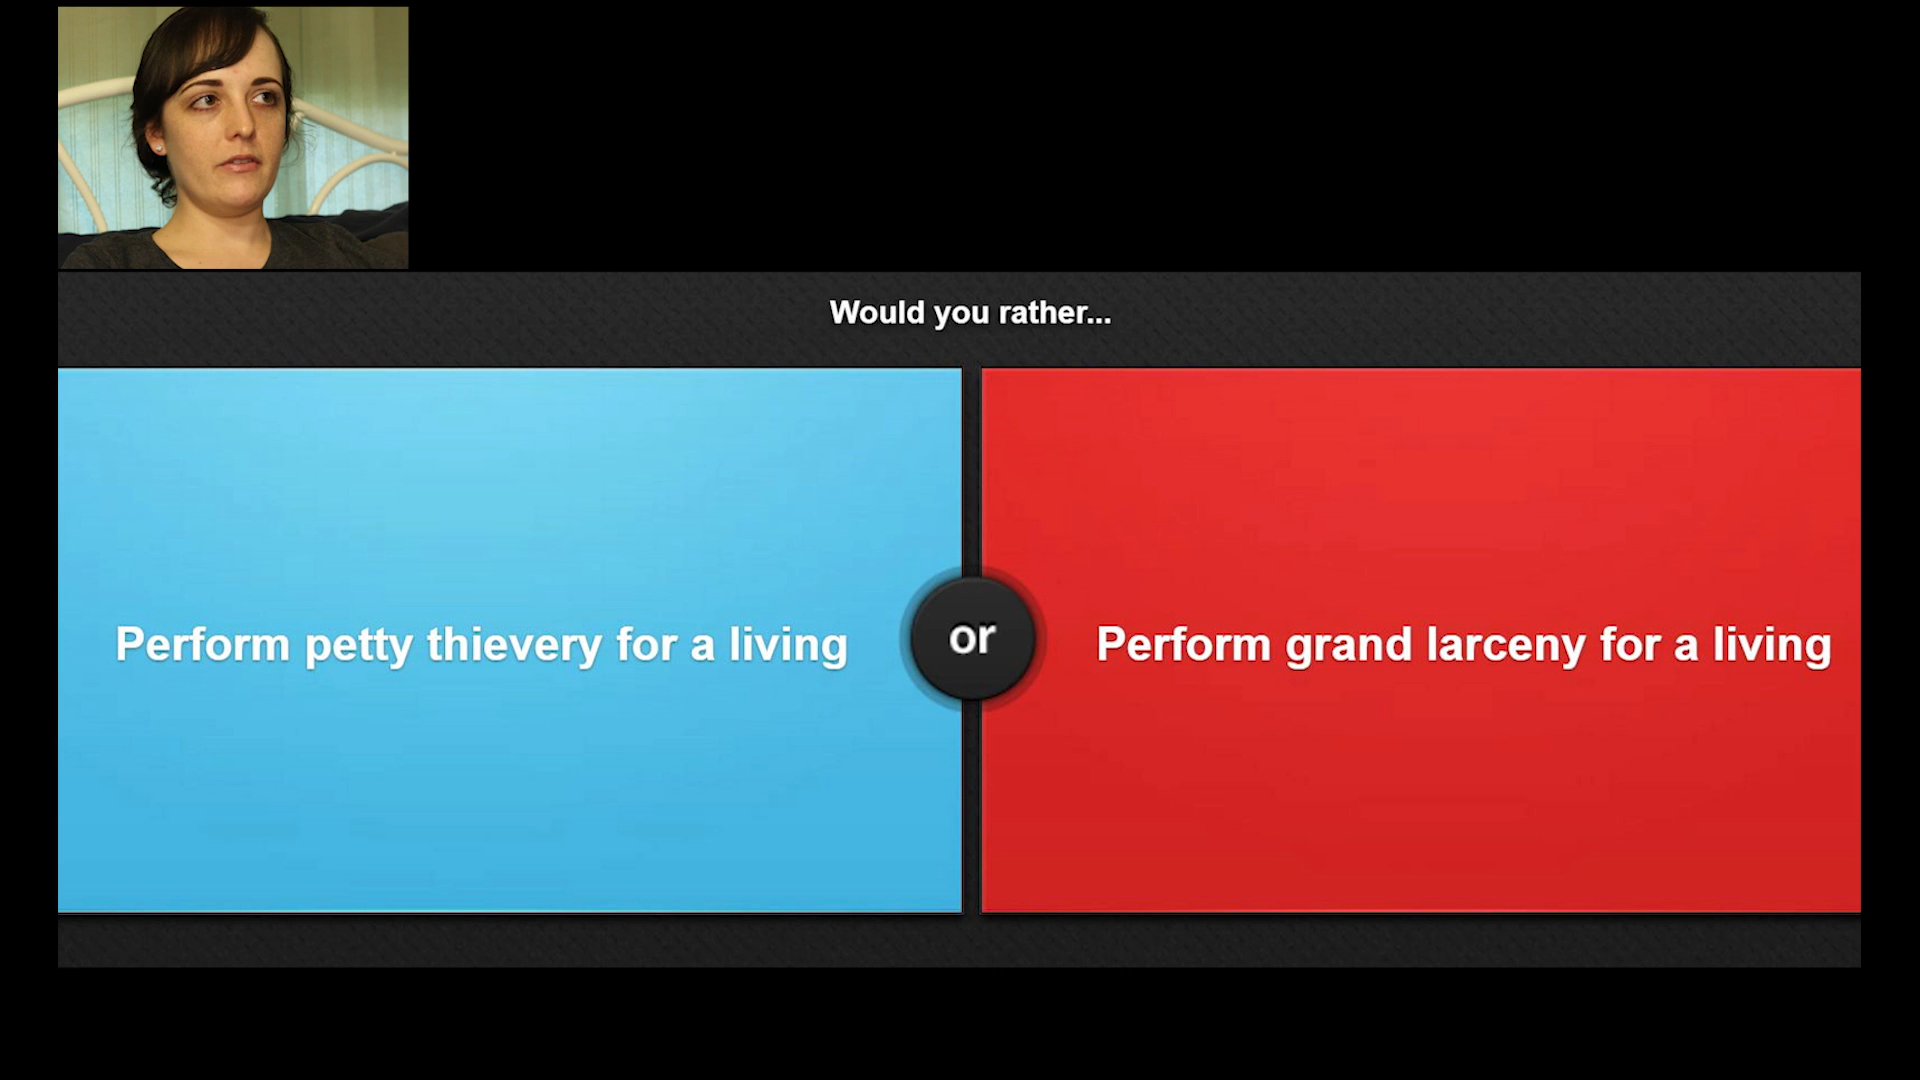 Would you rather...
Perform petty thievery for a living
or
Perform grand larceny for a living